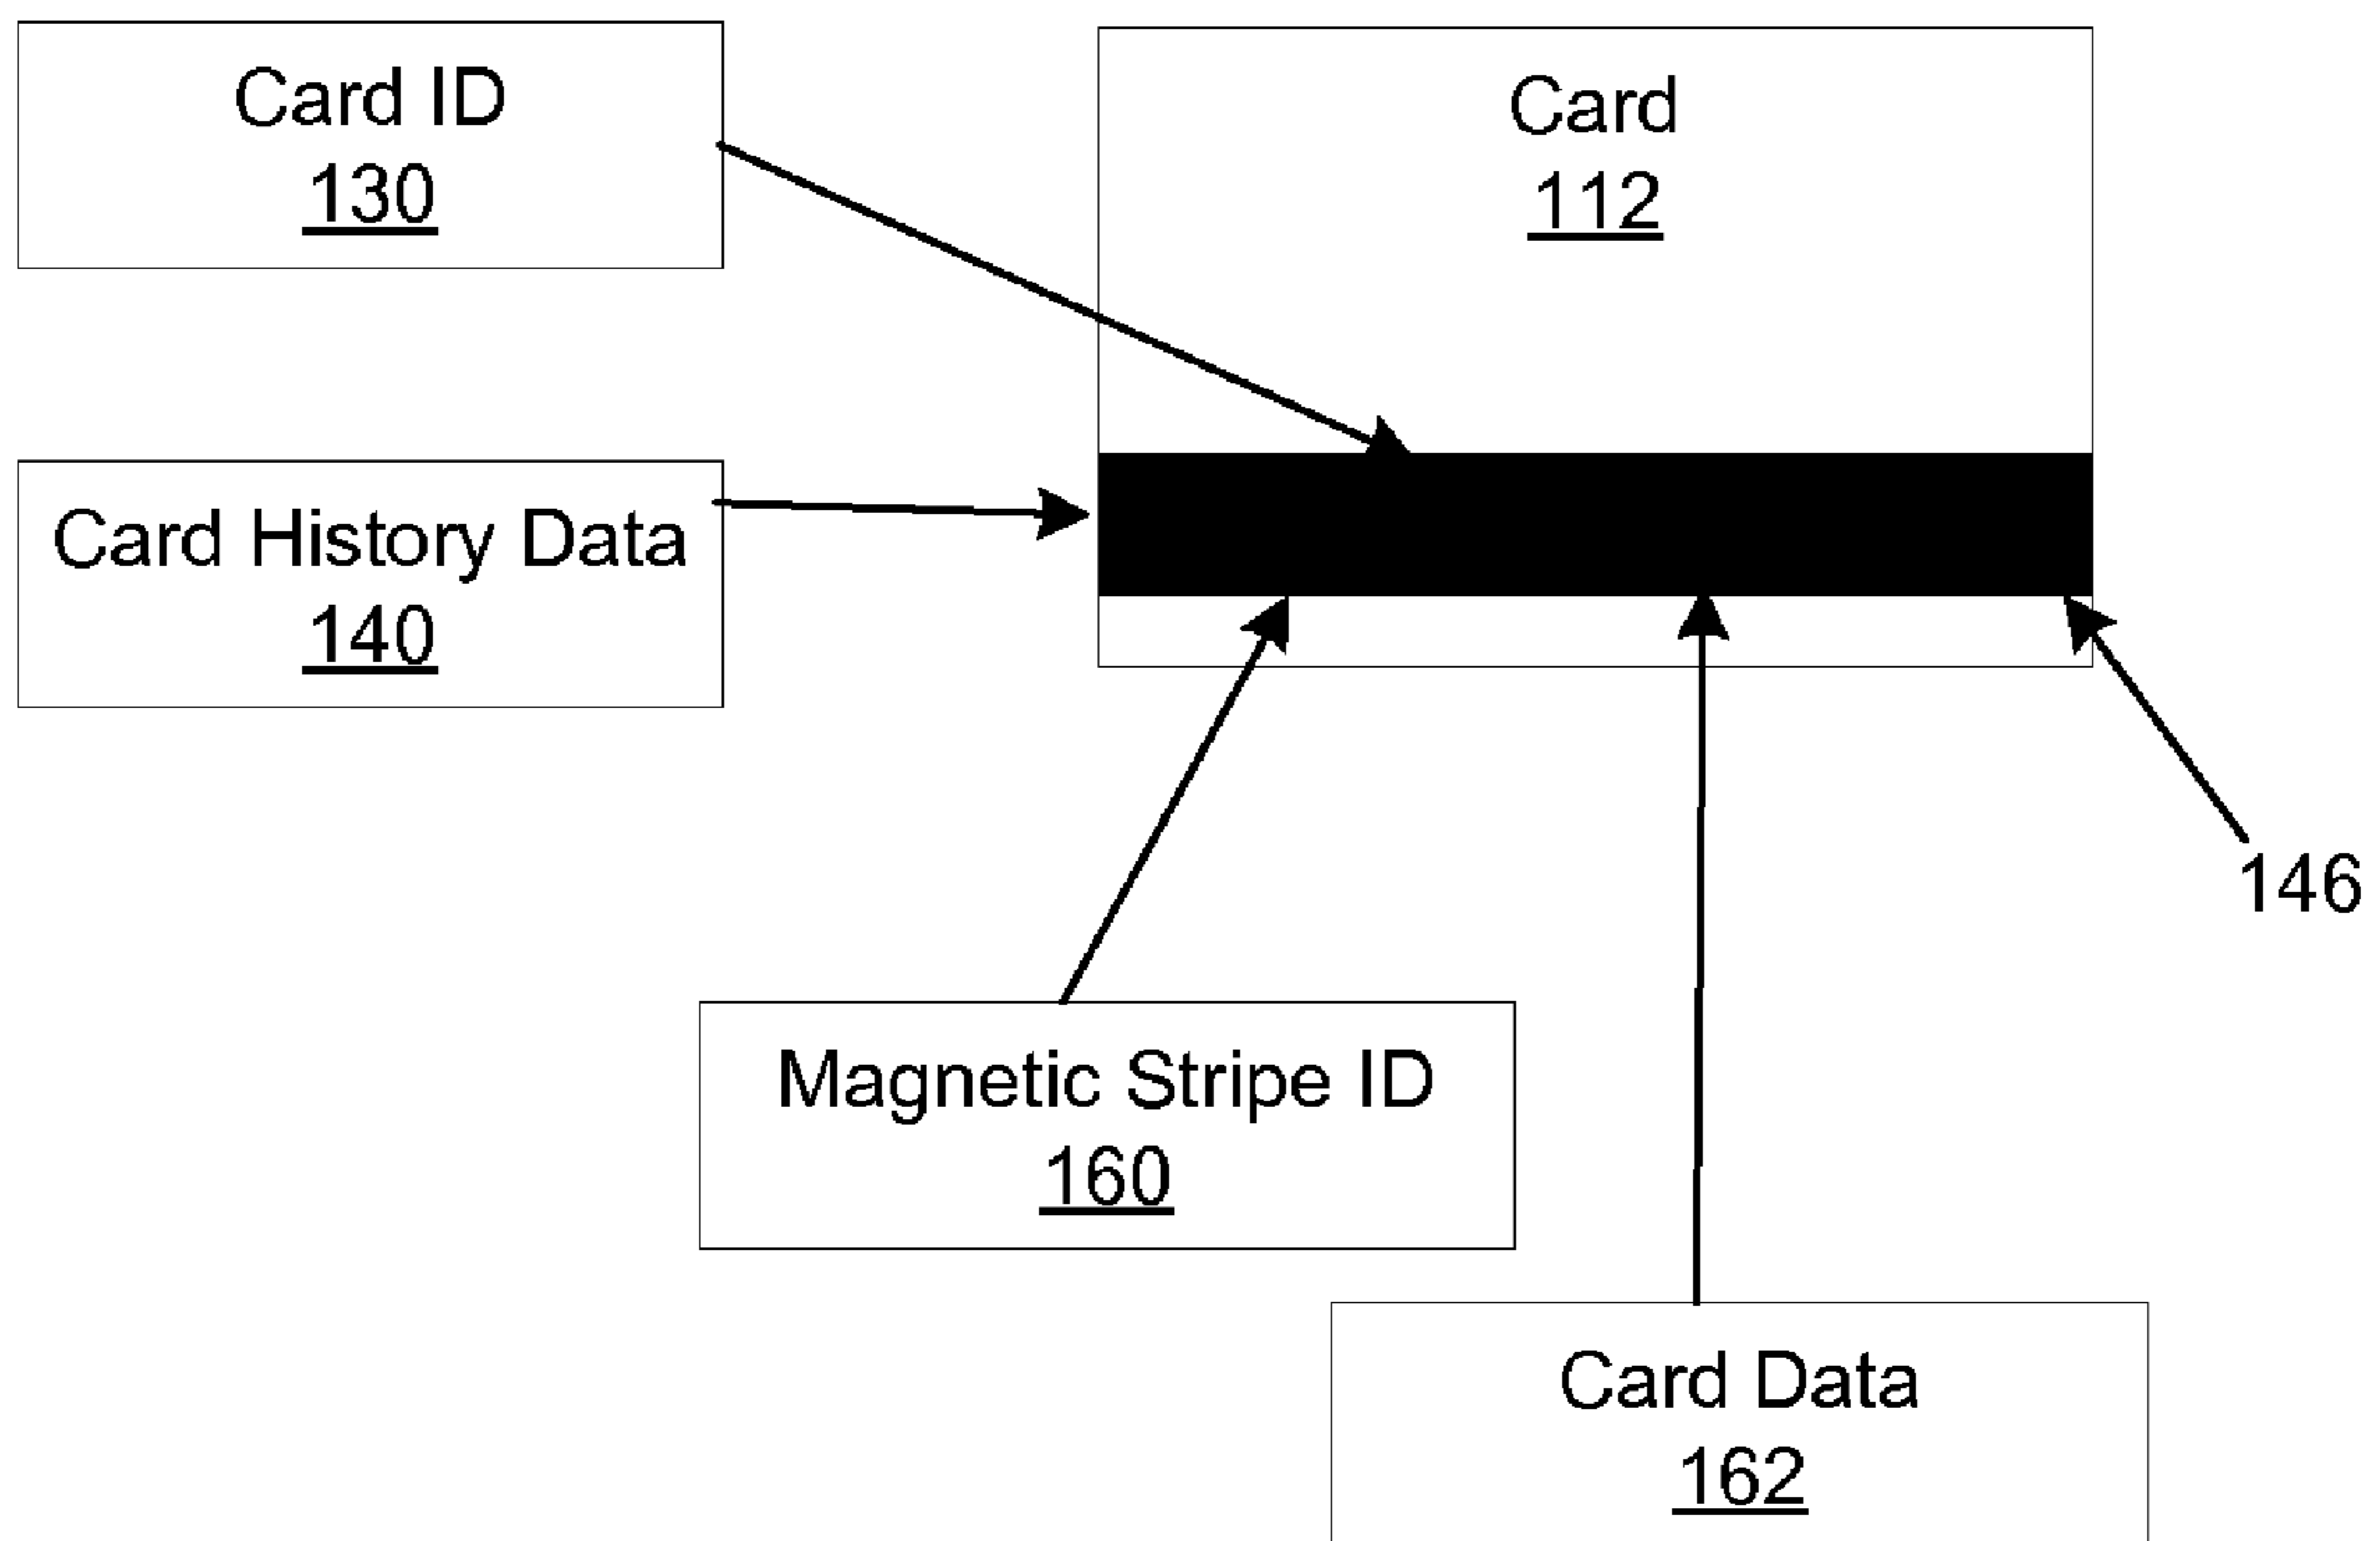 Card ID
130
Card
112
Card History Data
140
146
Magnetic Stripe ID
160
Card Data
162